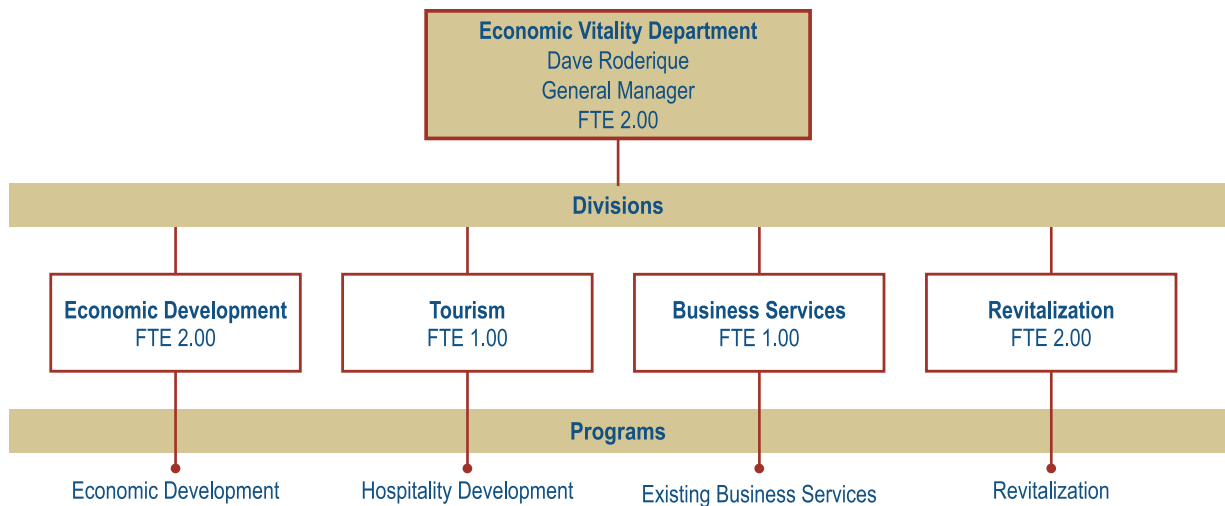 Economic Vitality Department
Dave Roderique
General Manager
FTE 2.00
Divisions
Economic Development
FTE 2.00
Tourism
FTE 1.00
Business Services
FTE 1.00
Revitalization
FTE 2.00
Programs
Economic Development
Hospitality Development
Existing Business Services
Revitalization